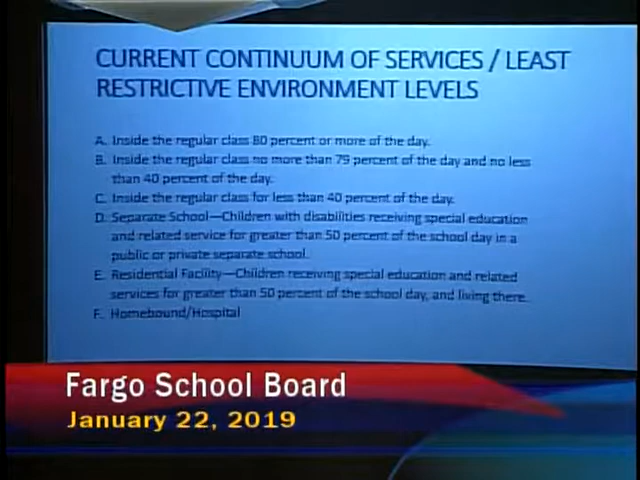 CURRENT CONTINUUM OF SERVICES / LEAST
RESTRICTIVE ENVIRONMENT LEVELS
A. Inside the regular class 80 percent or more of the day.
B. Inside the regular class no more than 79 percent of the day and no less
than 40 percent of the day.
C. Inside the regular class for less than 40 percent of the day.
D. Separate School—Children with disabilities receiving special education
and related service for greater than 50 percent of the school day in a
public or private separate school.
E. Residential Facility—Children receiving special education and related
services for greater than 50 percent of the school day, and living there.
F. Homebound/Hospital
Fargo School Board
January 22, 2019